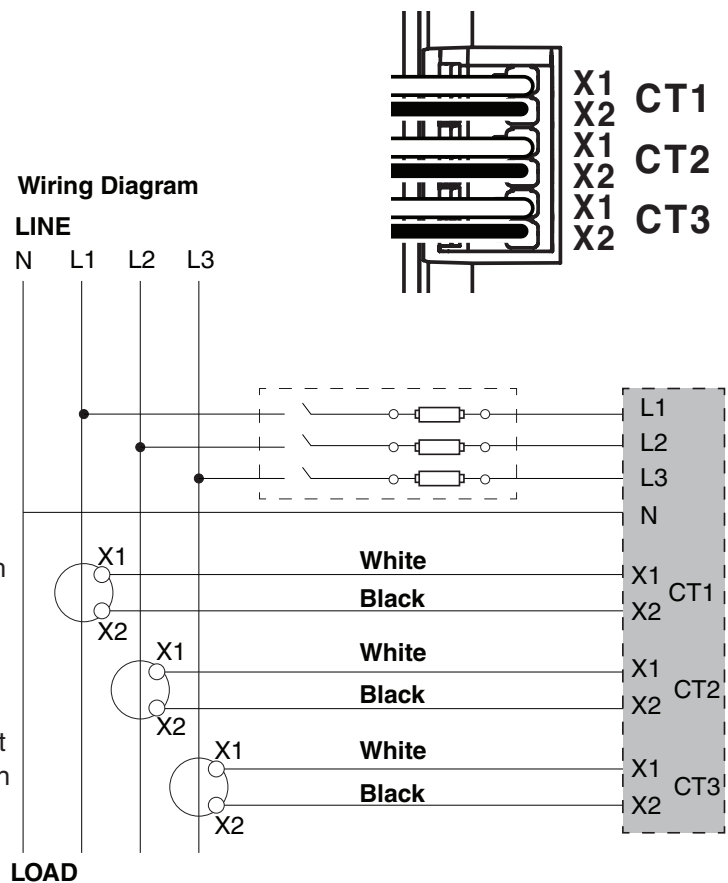 X1
X2 CT1
X1
X2 CT2
X1
X2 CT3
Wiring Diagram
LINE
N L1 L2 L3
L1
L2
L3
N
X1 White X1
n
CT1
X2 Black X2
X1 White X1
CT2
X2 Black X2
t
X1 White X1
n
CT3
X2 Black X2
LOAD